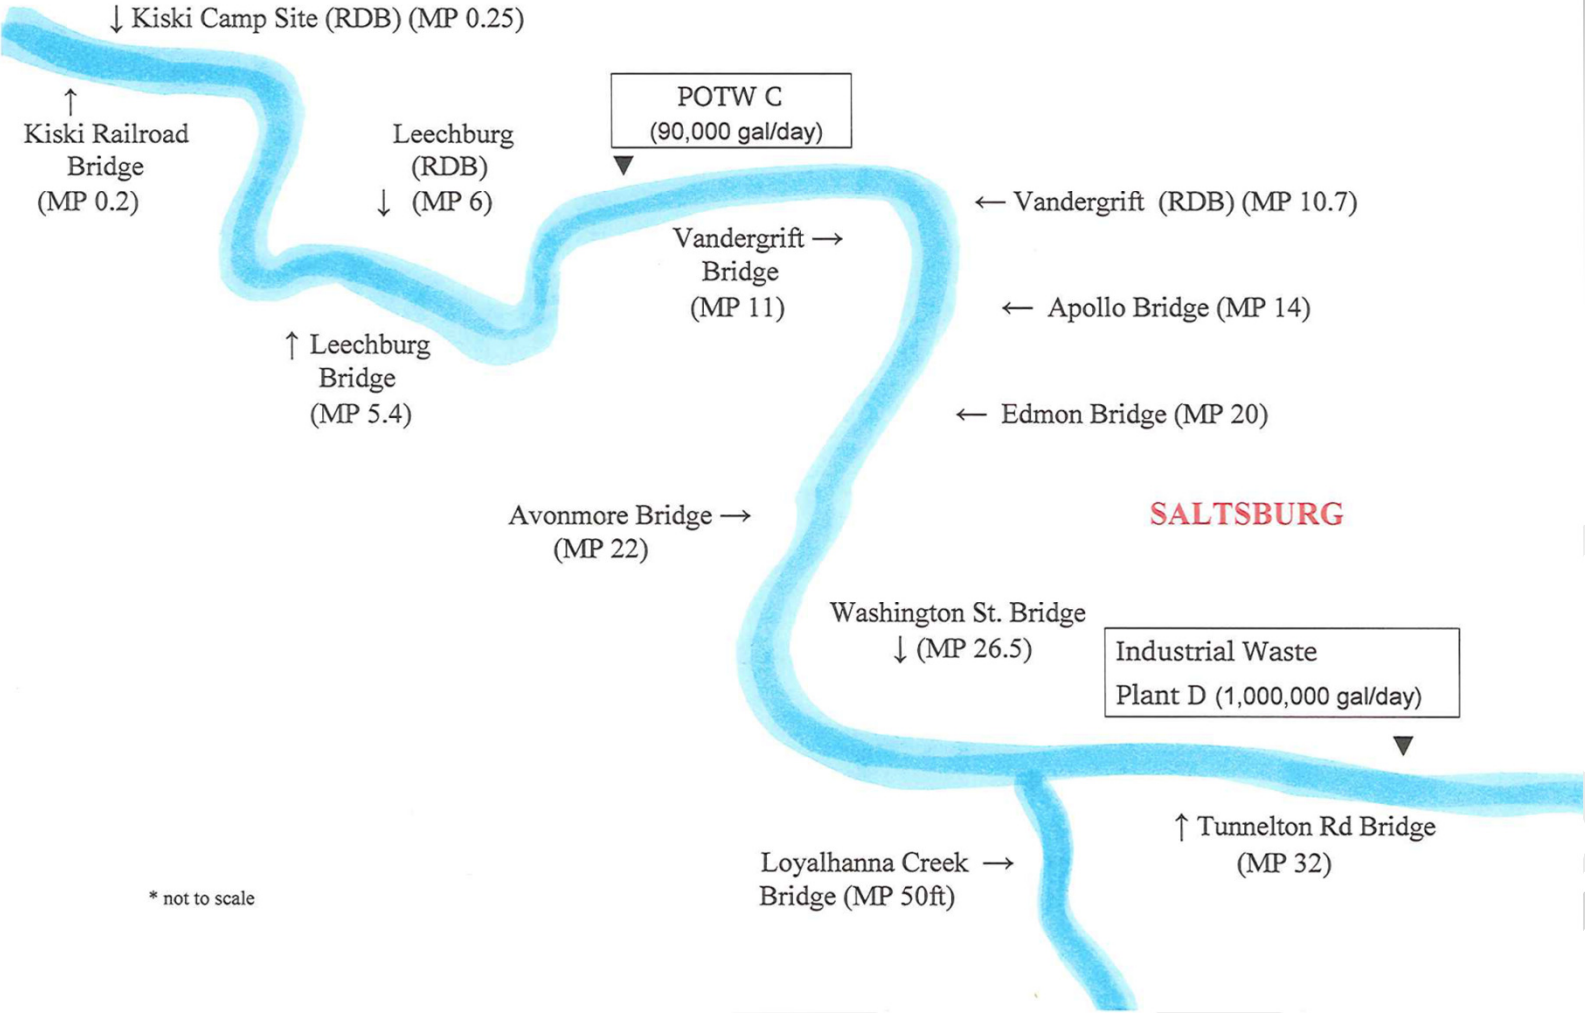 ↓ Kiski Camp Site (RDB) (MP 0.25)
↑
Kiski Railroad
Bridge
(MP 0.2)
Leechburg
(RDB)
↓ (MP 6)
POTW C
(90,000 gal/day)
▼
← Vandergrift (RDB) (MP 10.7)
Vandergrift →
Bridge
(MP 11)
← Apollo Bridge (MP 14)
↑ Leechburg
Bridge
(MP 5.4)
← Edmon Bridge (MP 20)
Avonmore Bridge →
(MP 22)
SALTSBURG
Washington St. Bridge
↓ (MP 26.5)
Industrial Waste
Plant D (1,000,000 gal/day)
▼
↑ Tunnelton Rd Bridge
(MP 32)
Loyalhanna Creek →
Bridge (MP 50ft)
* not to scale